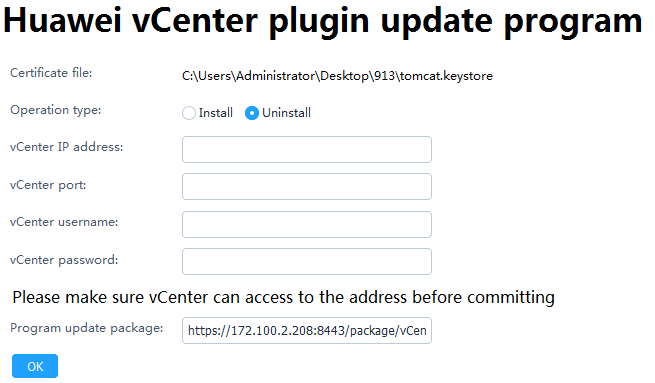 Huawei vCenter plugin update program
Certificate file: C:\Users\Administrator\Desktop\913\tomcat.keystore
Operation type: Install Uninstall
vCenter IP address:
vCenter port:
vCenter username:
vCenter password:
Please make sure vCenter can access to the address before committing
Program update package: https://172.100.2.208:8443/package/vCen
OK